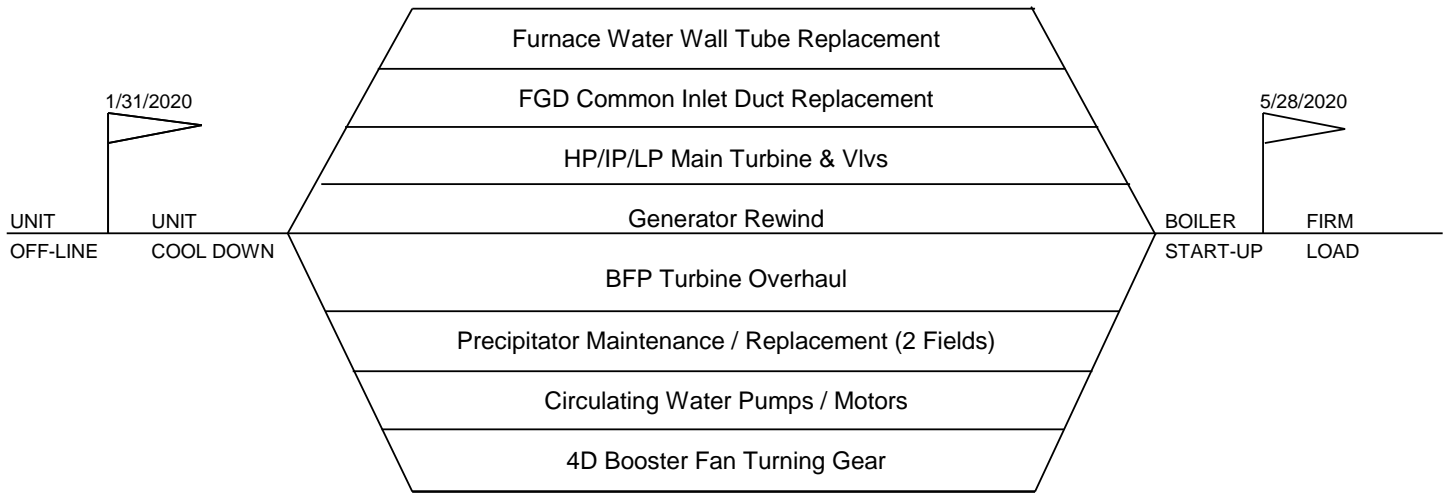 Furnace Water Wall Tube Replacement
FGD Common Inlet Duct Replacement
1/31/2020
5/28/2020
HP/IP/LP Main Turbine & Vlvs
Generator Rewind
UNIT
OFF-LINE
UNIT
COOL DOWN
BOILER
START-UP
FIRM
LOAD
BFP Turbine Overhaul
Precipitator Maintenance / Replacement (2 Fields)
Circulating Water Pumps / Motors
4D Booster Fan Turning Gear